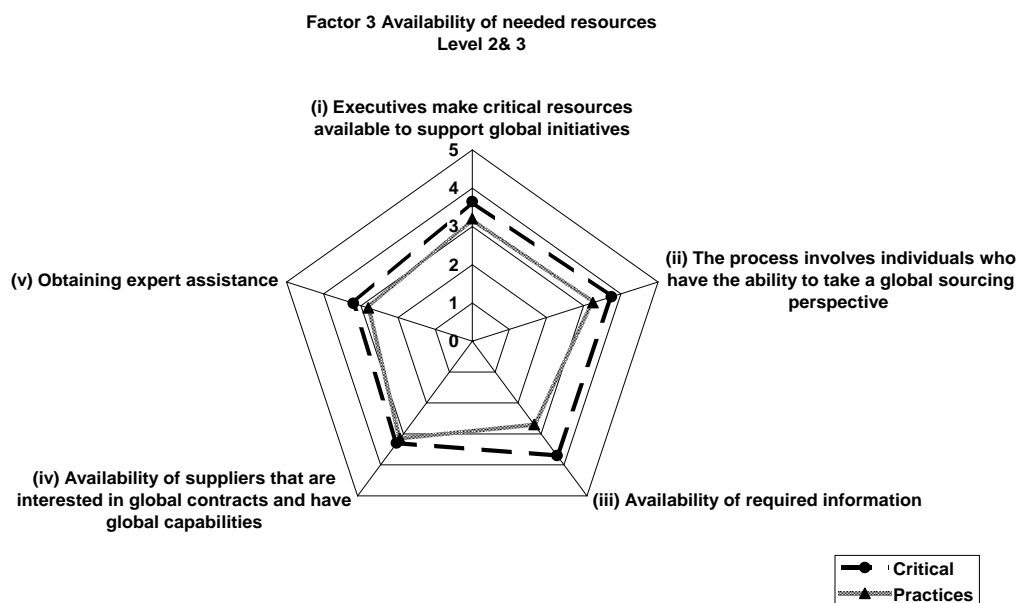 Factor 3 Availability of needed resources
Level 2& 3
(i) Executives make critical resources
available to support global initiatives
5
4
3
2
1
0
(ii) The process involves individuals who
have the ability to take a global sourcing
perspective
(iii) Availability of required information
(iv) Availability of suppliers that are
interested in global contracts and have
global capabilities
(v) Obtaining expert assistance
Critical
Practices